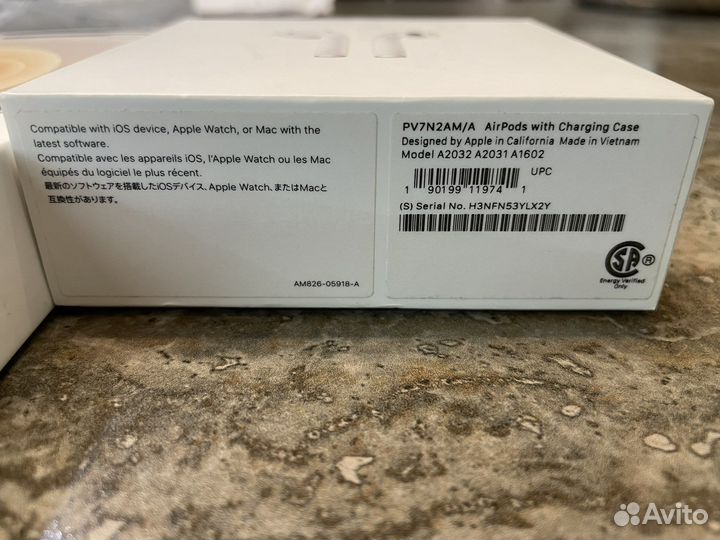 Compatible with iOS device, Apple Watch, or Mac with the
latest software.
Compatible avec les appareils iOS, l'Apple Watch ou les Mac
équipés du logiciel le plus récent.
最新のソフトウェアを搭載したiOSデバイス、Apple Watch、またはMacと
互換性があります。
AM826-05918-A
PV7N2AM/A AirPods with Charging Case
Designed by Apple in California Made in Vietnam
Model A2032 A2031 A1602
UPC
1 90199 11974 1
(S) Serial No. H3NFN53YLX2Y
CSA ®
Energy Verified
Only
Avito